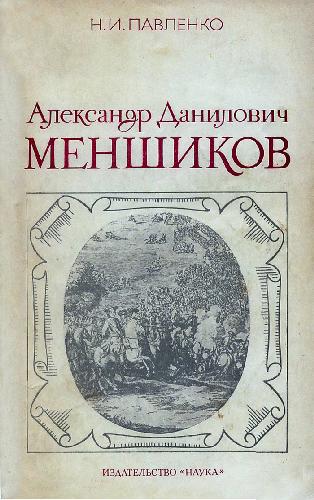 Н.И.ПАВЛЕНКО
Александр Данилович
МЕНШИКОВ
ИЗДАТЕЛЬСТВО «НАУКА»